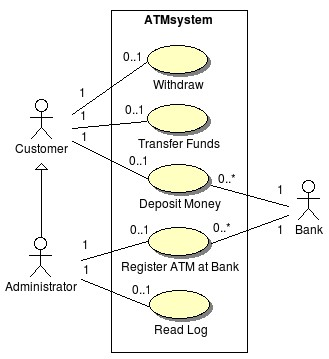 ATMsystem
0..1
Withdraw
1
0..1
1
Transfer Funds
1
Customer
0..1
0..*
1
Deposit Money
Bank
0..*
1
0..1
1
Register ATM at Bank
1
Administrator
0..1
Read Log